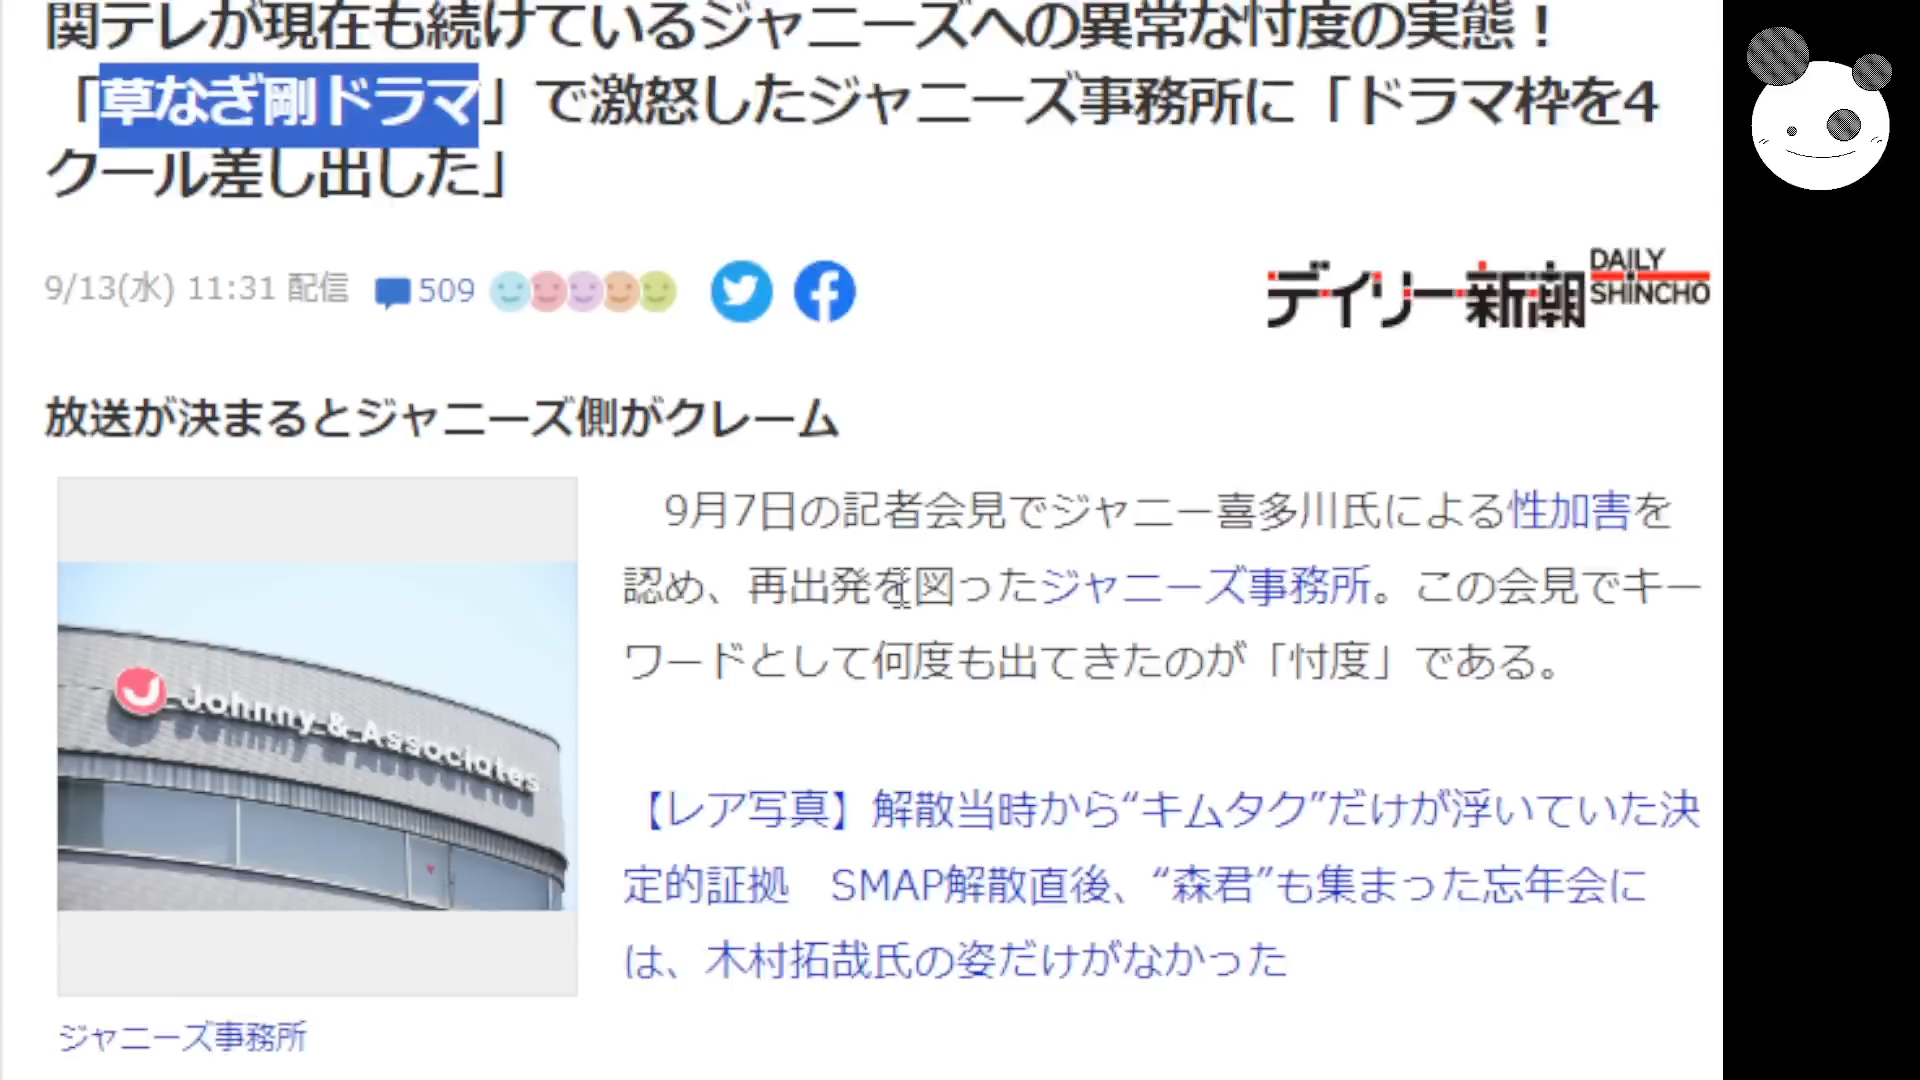 関テレが現在も続けているジャニーズへの異常な忖度の実態！
「草なぎ剛ドラマ」で激怒したジャニーズ事務所に「ドラマ枠を4
クール差し出した」
9/13(水) 11:31 配信
509
デイリー新潮
DAILY
SHINCHO
放送が決まるとジャニーズ側がクレーム
9月7日の記者会見でジャニー喜多川氏による性加害を
認め、再出発を図ったジャニーズ事務所。この会見でキー
ワードとして何度も出てきたのが「忖度」である。
Johnny & Associates
【レア写真】解散当時から“キムタク”だけが浮いていた決
定的証拠　SMAP解散直後、“森君”も集まった忘年会に
は、木村拓哉氏の姿だけがなかった
ジャニーズ事務所